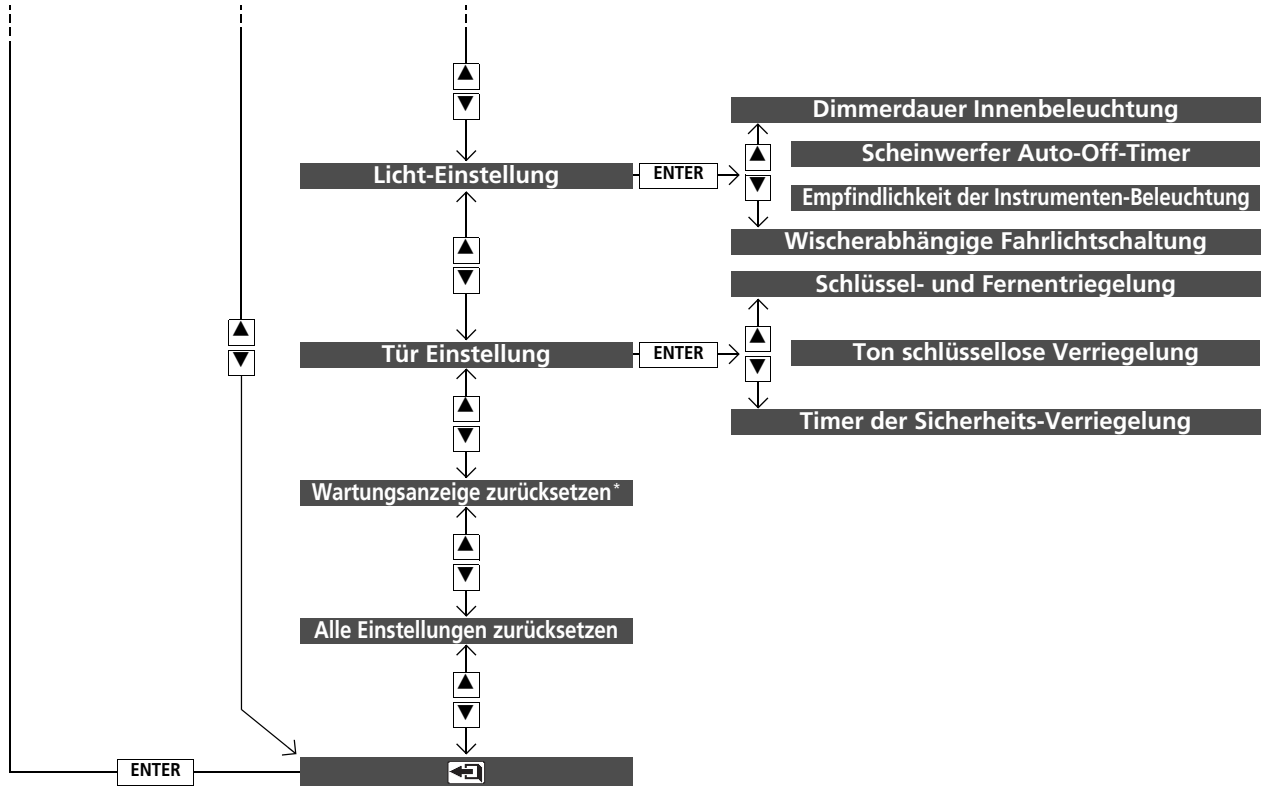 Dimmerdauer Innenbeleuchtung
Scheinwerfer Auto-Off-Timer
Licht-Einstellung
ENTER
Empfindlichkeit der Instrumenten-Beleuchtung
Wischerabhängige Fahrlichtschaltung
Schlüssel- und Fernentriegelung
Tür Einstellung
ENTER
Ton schlüssellose Verriegelung
Timer der Sicherheits-Verriegelung
Wartungsanzeige zurücksetzen*
Alle Einstellungen zurücksetzen
ENTER